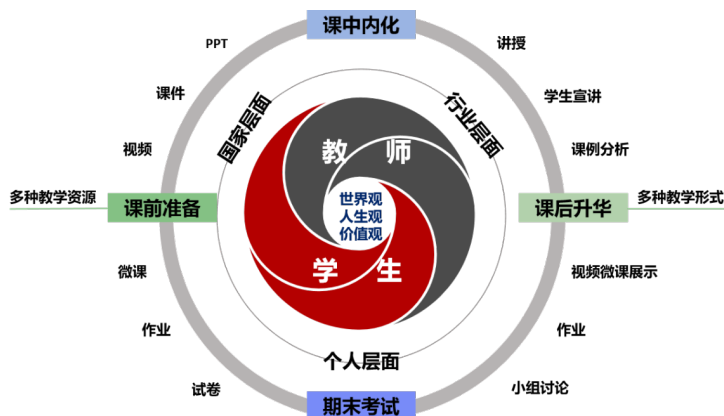 课中内化
PPT
讲授
课件
学生宣讲
国家层面
行业层面
视频
教 师
课例分析
多种教学资源
课前准备
世界观
人生观
价值观
课后升华
多种教学形式
微课
学 生
视频微课展示
作业
作业
个人层面
试卷
小组讨论
期末考试